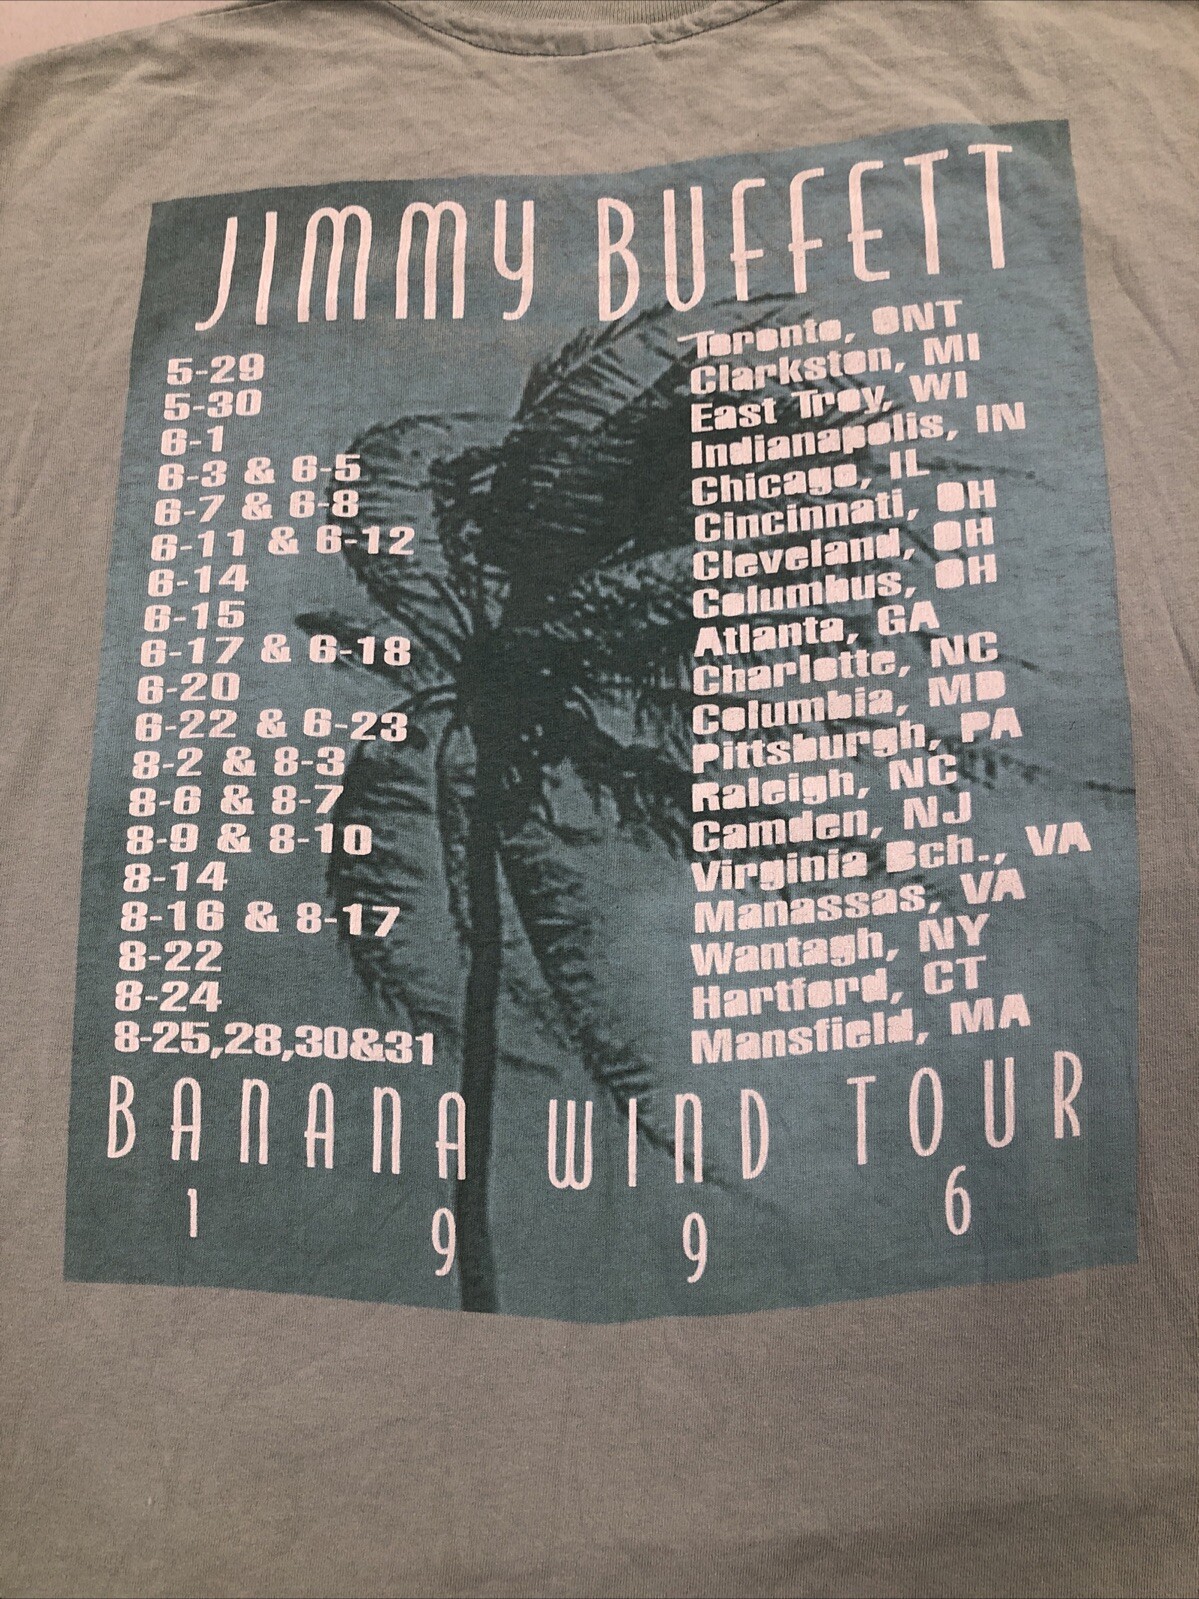 JIMMY BUFFETT
5-29 Toronto, ONT
5-30 Clarkston, MI
6-1 East Troy, WI
6-3 & 6-5 Indianapolis, IN
6-7 & 6-8 Chicago, IL
6-11 & 6-12 Cincinnati, OH
6-14 Cleveland, OH
6-15 Columbus, OH
6-17 & 6-18 Atlanta, GA
6-20 Charlotte, NC
6-22 & 6-23 Columbia, MD
8-2 & 8-3 Pittsburgh, PA
8-6 & 8-7 Raleigh, NC
8-9 & 8-10 Camden, NJ
8-14 Virginia Bch., VA
8-16 & 8-17 Manassas, VA
8-22 Wantagh, NY
8-24 Hartford, CT
8-25,28,30&31 Mansfield, MA
BANANA WIND TOUR
1 9 9 6